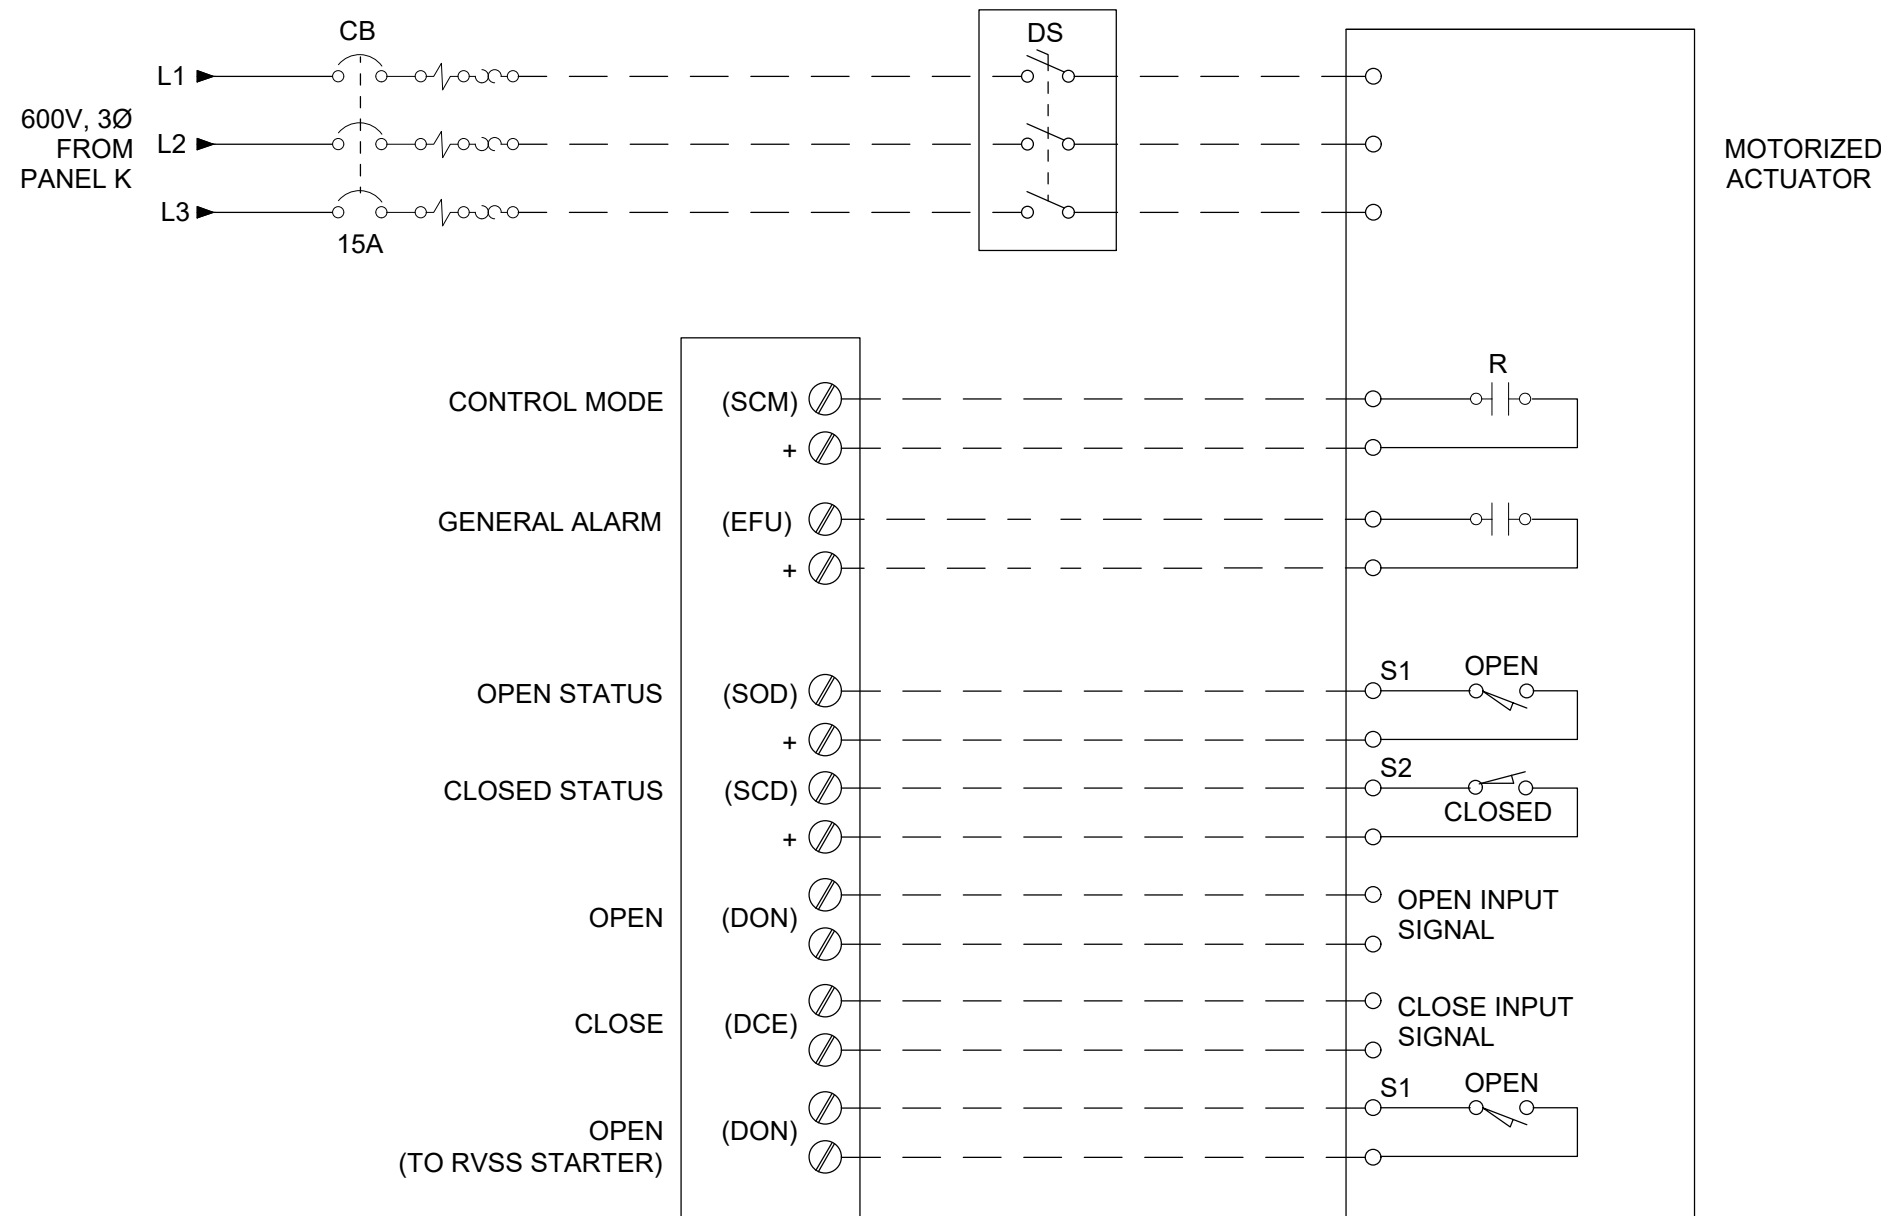 CB
DS
L1
600V, 3Ø
FROM
PANEL K
L2
L3
15A
MOTORIZED
ACTUATOR
R
CONTROL MODE (SCM)
+
GENERAL ALARM (EFU)
+
S1 OPEN
OPEN STATUS (SOD)
+
S2
CLOSED STATUS (SCD)
CLOSED
+
OPEN (DON)
OPEN INPUT
SIGNAL
CLOSE (DCE)
CLOSE INPUT
SIGNAL
S1 OPEN
OPEN (DON)
(TO RVSS STARTER)